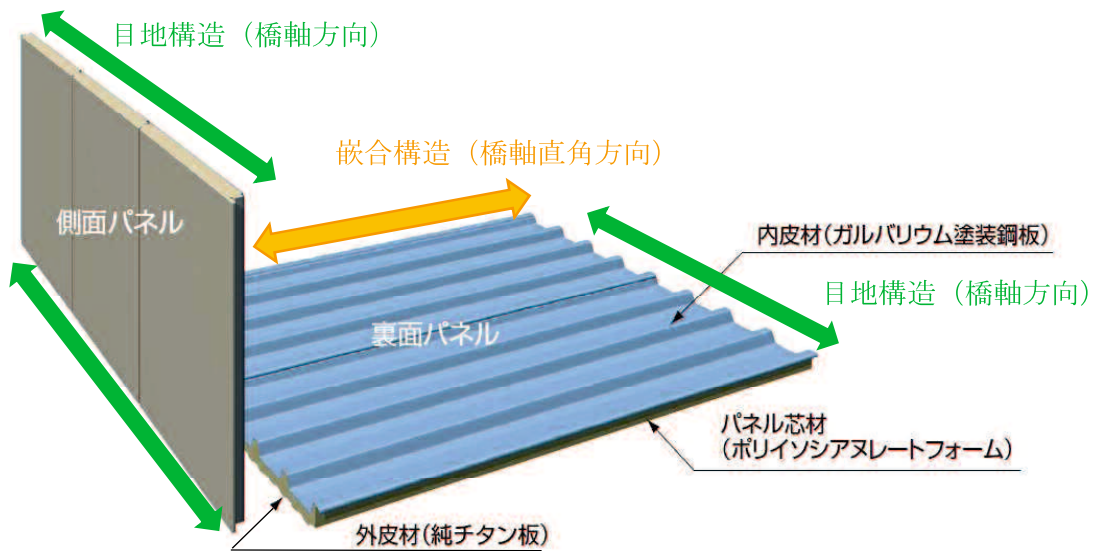 目地構造（橋軸方向）
嵌合構造（橋軸直角方向）
側面パネル
内皮材(ガルバリウム塗装鋼板)
目地構造（橋軸方向）
裏面パネル
パネル芯材
(ポリイソシアヌレートフォーム)
外皮材(純チタン板)